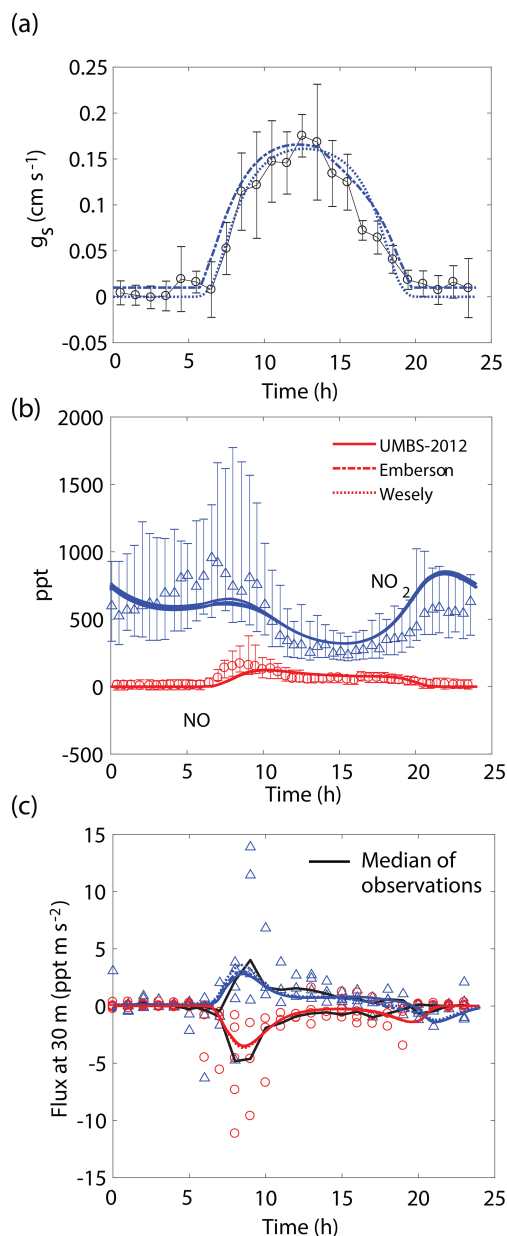 (a)
0.25
0.2
0.15
0.1
0.05
0
-0.05
gs (cm s-1)
0 5 10 15 20 25
Time (h)
(b)
2000
1500
1000
500
0
-500
ppt
UMBS-2012
Emberson
Wesely
NO2
NO
0 5 10 15 20 25
Time (h)
(c)
15
10
5
0
-5
-10
-15
Flux at 30 m (ppt m s-2)
Median of
observations
0 5 10 15 20 25
Time (h)